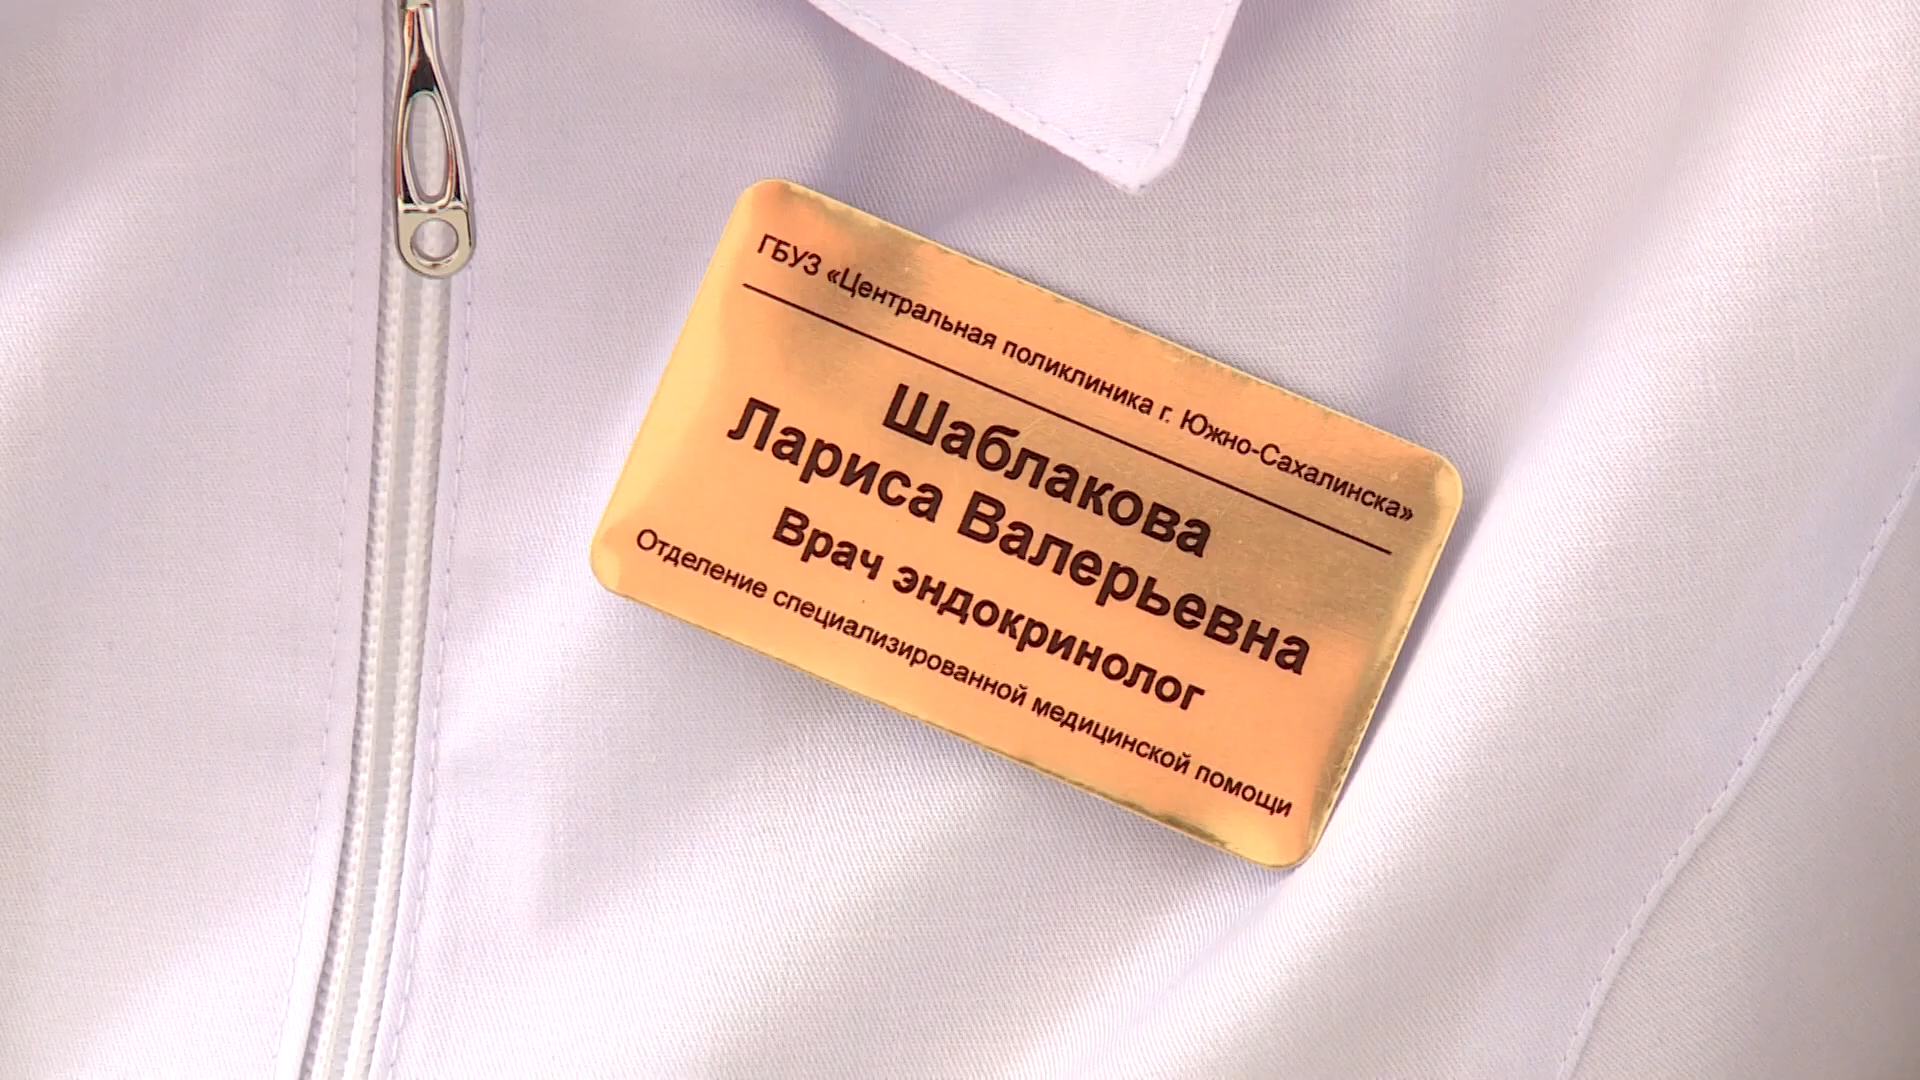 ГБУЗ «Центральная поликлиника г. Южно-Сахалинска»
Шаблакова
Лариса Валерьевна
Врач эндокринолог
Отделение специализированной медицинской помощи